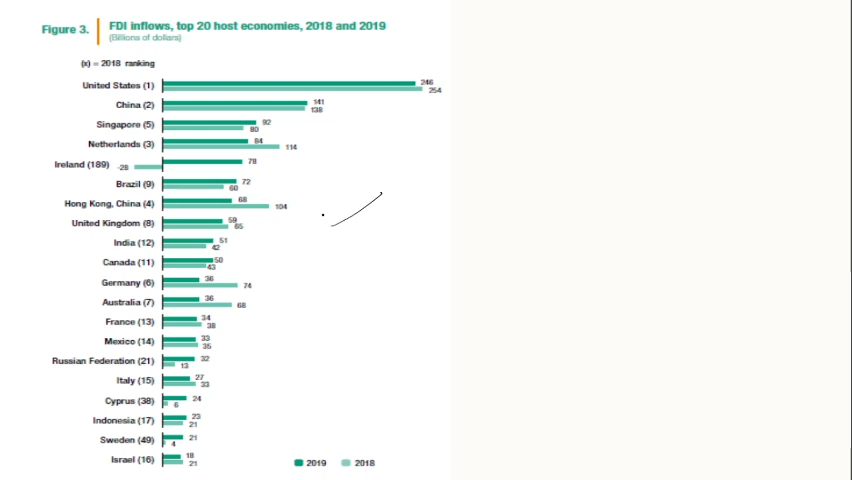 Figure 3. FDI inflows, top 20 host economies, 2018 and 2019
(Billions of dollars)
(x) = 2018 ranking
United States (1) 246
254
China (2) 141
138
Singapore (5) 92
80
Netherlands (3) 84
114
Ireland (189) -28 78
Brazil (9) 72
60
Hong Kong, China (4) 68
104
United Kingdom (8) 59
65
India (12) 51
42
Canada (11) 50
43
Germany (6) 36
74
Australia (7) 36
68
France (13) 34
38
Mexico (14) 33
35
Russian Federation (21) 32
13
Italy (15) 27
33
Cyprus (38) 24
6
Indonesia (17) 23
21
Sweden (49) 21
4
Israel (16) 18
21
2019 2018